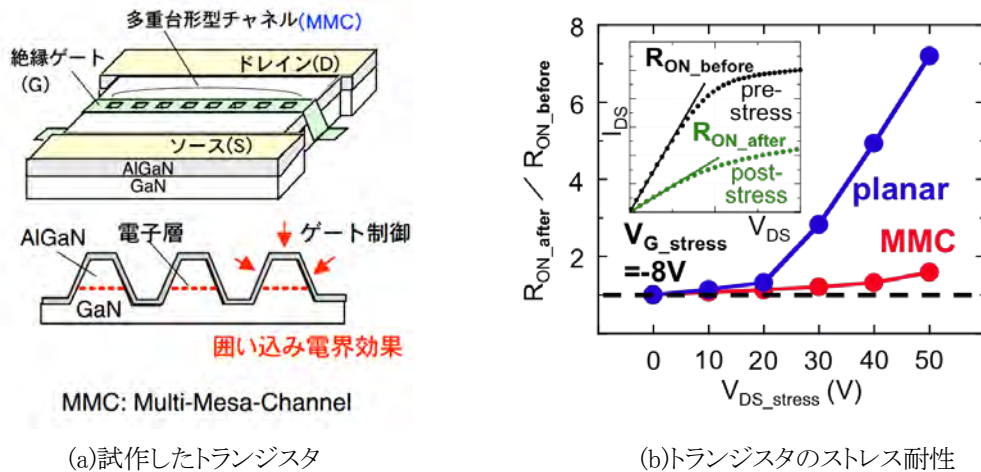 多重台形型チャネル(MMC)
絶縁ゲート
(G)
ドレイン(D)
ソース(S)
AlGaN
GaN
AlGaN
電子層
ゲート制御
GaN
囲い込み電界効果
MMC: Multi-Mesa-Channel
(a)試作したトランジスタ
R_ON_after / R_ON_before
8
6
4
2
R_ON_before
pre-
stress
I_DS
R_ON_after
post-
stress
V_DS
V_G_stress
=-8V
planar
MMC
0 10 20 30 40 50
V_DS_stress (V)
(b)トランジスタのストレス耐性